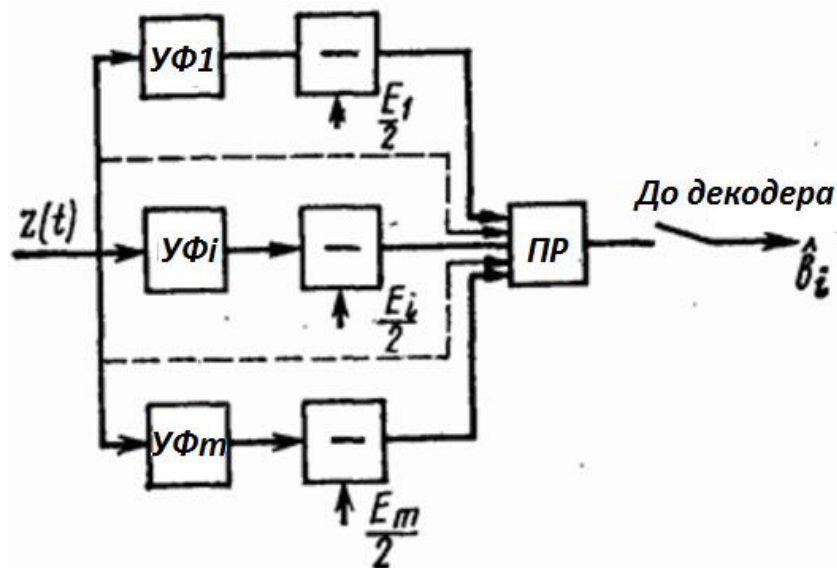 УФ1
−
E1/2
z(t)
УФi
−
Ei/2
ПР
До декодера
b̂i
УФm
−
Em/2